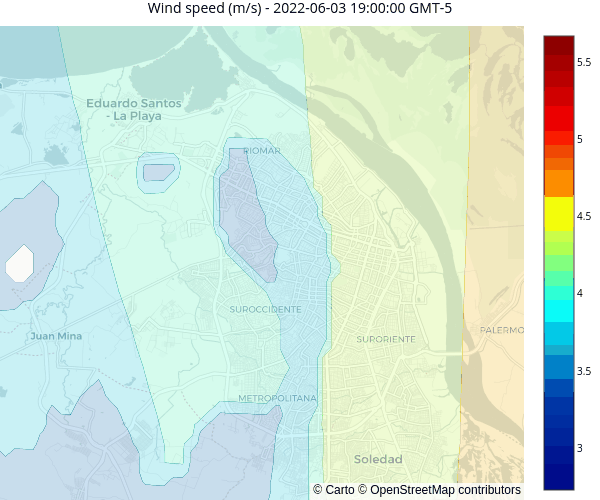 Wind speed (m/s) - 2022-06-03 19:00:00 GMT-5
Eduardo Santos
- La Playa
RIOMAR
SUROCCIDENTE
Juan Mina
SURORIENTE
PALERMO
METROPOLITANA
Soledad
5.5
5
4.5
4
3.5
3
© Carto © OpenStreetMap contributors